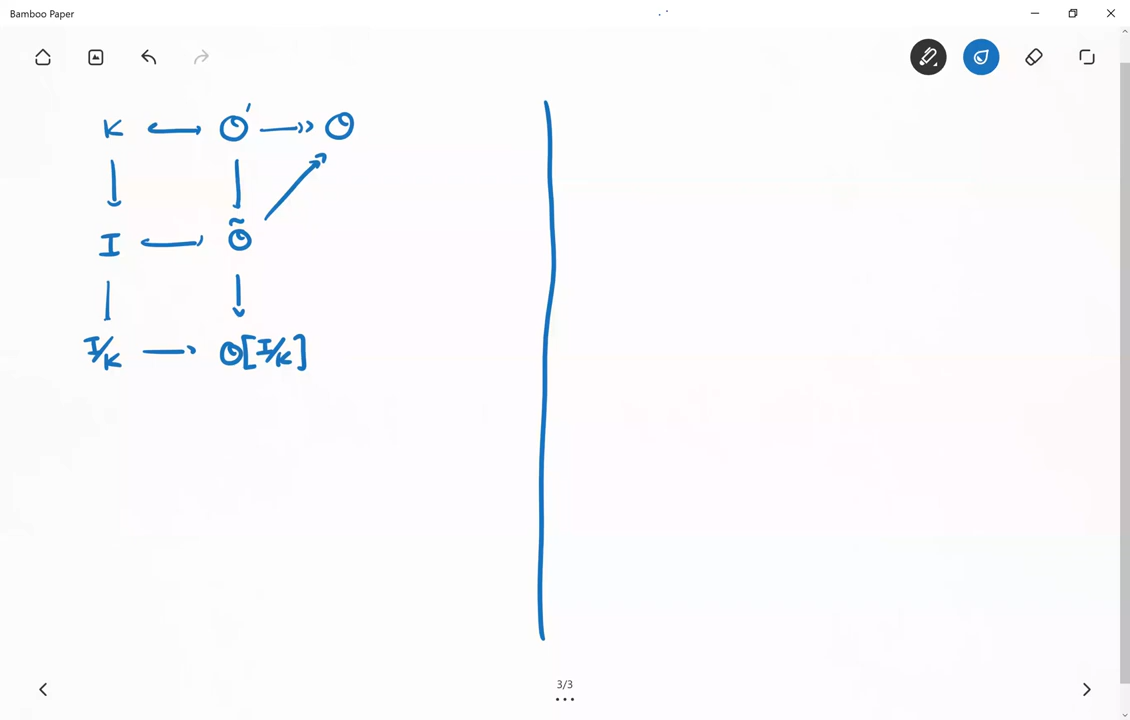 Bamboo Paper
K ↪ O' ↠ O
I ↪ Õ
I/K → O[I/K]
3/3